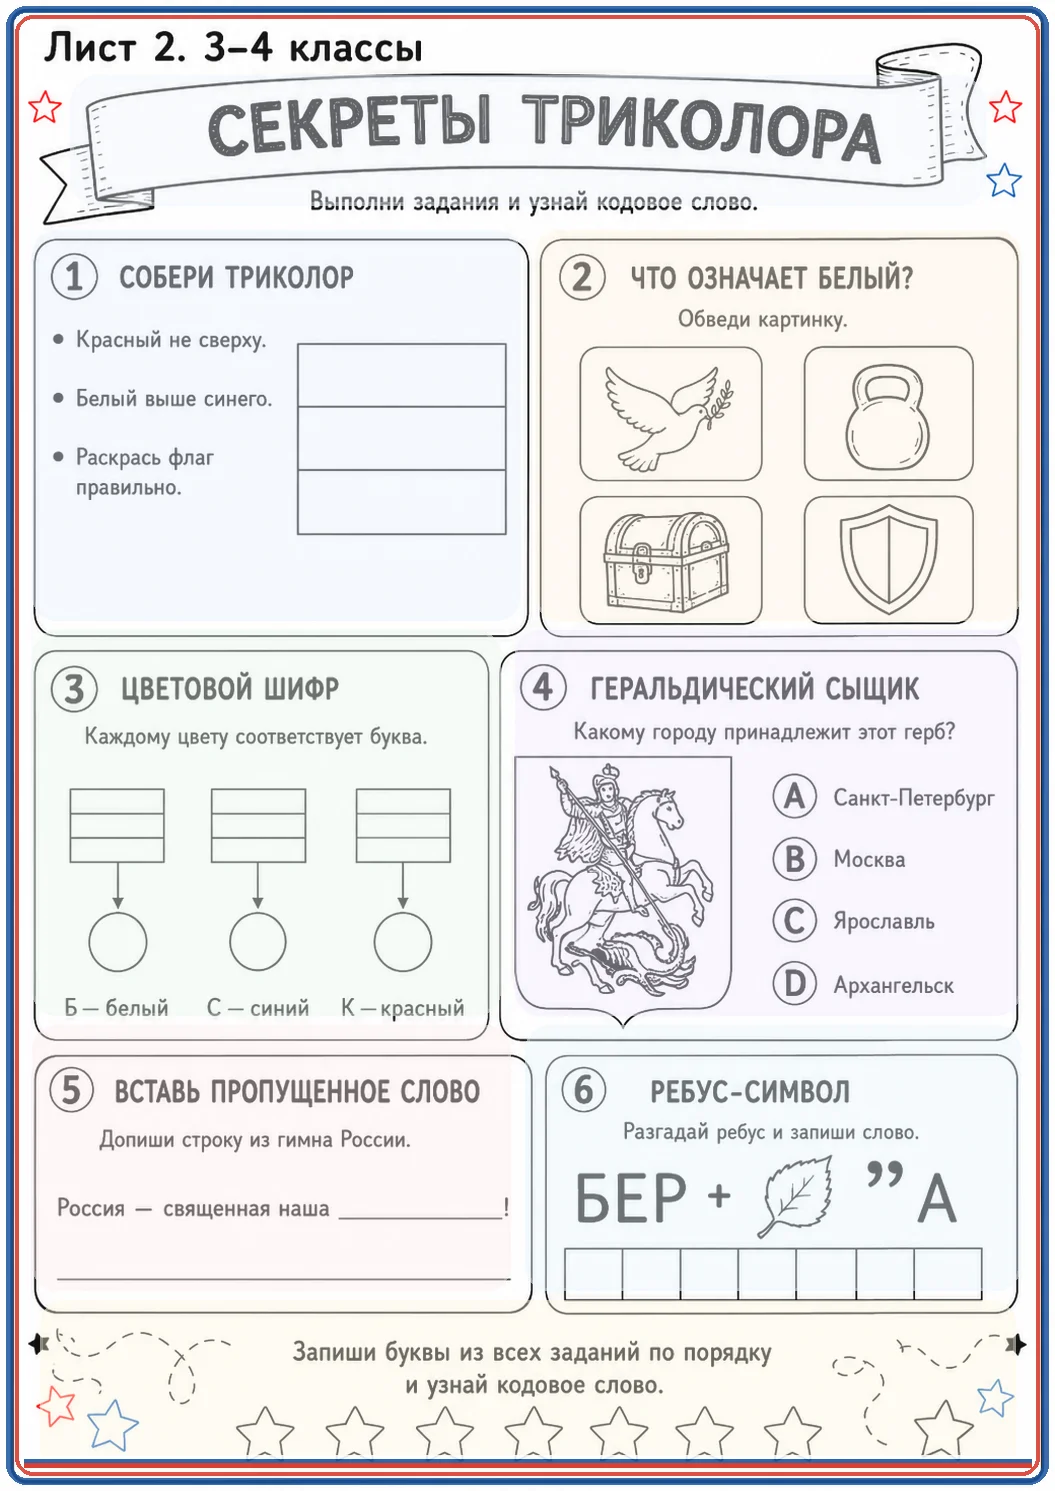 Лист 2. 3–4 классы
СЕКРЕТЫ ТРИКОЛОРА
Выполни задания и узнай кодовое слово.
1 СОБЕРИ ТРИКОЛОР
• Красный не сверху.
• Белый выше синего.
• Раскрась флаг
правильно.
2 ЧТО ОЗНАЧАЕТ БЕЛЫЙ?
Обведи картинку.
3 ЦВЕТОВОЙ ШИФР
Каждому цвету соответствует буква.
Б — белый С — синий К — красный
4 ГЕРАЛЬДИЧЕСКИЙ СЫЩИК
Какому городу принадлежит этот герб?
A Санкт-Петербург
B Москва
C Ярославль
D Архангельск
5 ВСТАВЬ ПРОПУЩЕННОЕ СЛОВО
Допиши строку из гимна России.
Россия — священная наша ______________!
6 РЕБУС-СИМВОЛ
Разгадай ребус и запиши слово.
БЕР + ” А
Запиши буквы из всех заданий по порядку
и узнай кодовое слово.